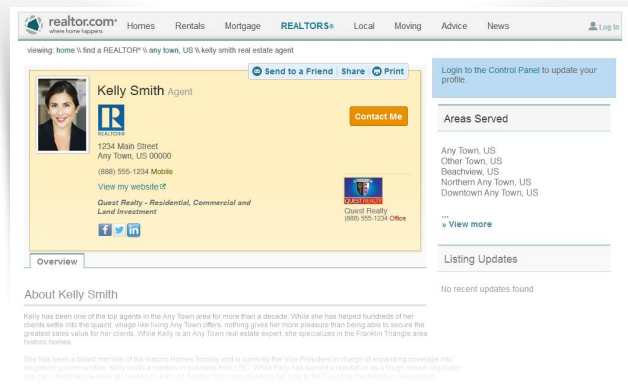 realtor.com®
where home happens
Homes Rentals Mortgage REALTORS® Local Moving Advice News Log In
viewing: home \\ find a REALTOR® \\ any town, US \\ kelly smith real estate agent
Send to a Friend Share Print
Kelly Smith Agent
R
REALTOR®
Contact Me
1234 Main Street
Any Town, US 00000
(888) 555-1234 Mobile
View my website
Quest Realty - Residential, Commercial and
Land Investment
f in
QUEST REALTY
Quest Realty
(888) 555-1234 Office
Login to the Control Panel to update your
profile.
Areas Served
Any Town, US
Other Town, US
Beachview, US
Northern Any Town, US
Downtown Any Town, US
...
» View more
Listing Updates
No recent updates found
Overview
About Kelly Smith
Kelly has been one of the top agents in the Any Town area for more than a decade. While she has helped hundreds of her
clients settle into the quaint, village like living Any Town offers, nothing gives her more pleasure than being able to secure the
greatest sales value for her clients. While Kelly is an Any Town real estate expert, she specializes in the Franklin Triangle area
historic homes.
She has been a board member of the historic Homes Society and is currently the Vice President in charge of expanding coverage into
neighboring communities. Kelly holds a masters in business from USC. While Kelly has earned a reputation as a tough nosed negotiator